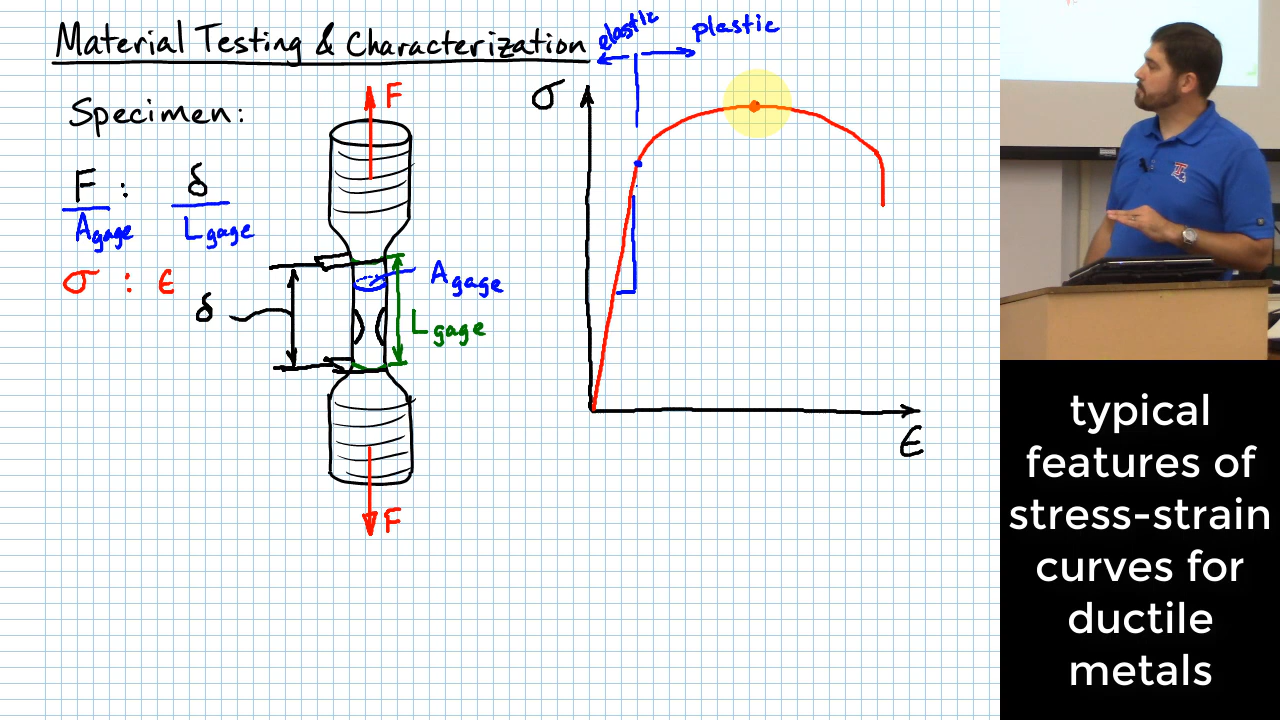 Material Testing & Characterization
elastic
plastic
Specimen:
F : δ
Agage Lgage
σ : ϵ
F
δ
Agage
Lgage
F
σ
ϵ
typical
features of
stress-strain
curves for
ductile
metals